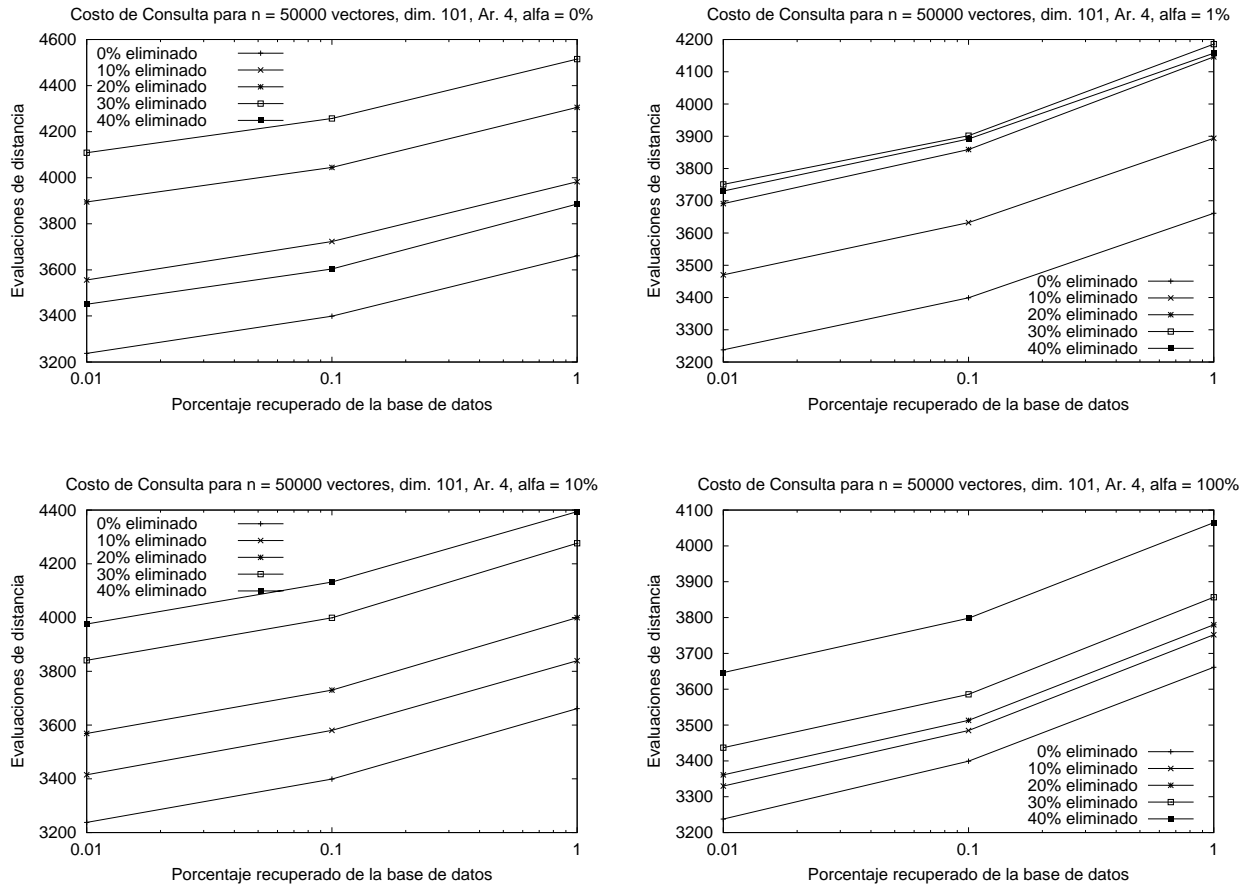 Costo de Consulta para n = 50000 vectores, dim. 101, Ar. 4, alfa = 0%
4600
4400
4200
4000
3800
3600
3400
3200
Evaluaciones de distancia
0% eliminado
10% eliminado
20% eliminado
30% eliminado
40% eliminado
0.01 0.1 1
Porcentaje recuperado de la base de datos
Costo de Consulta para n = 50000 vectores, dim. 101, Ar. 4, alfa = 1%
4200
4100
4000
3900
3800
3700
3600
3500
3400
3300
3200
Evaluaciones de distancia
0% eliminado
10% eliminado
20% eliminado
30% eliminado
40% eliminado
0.01 0.1 1
Porcentaje recuperado de la base de datos
Costo de Consulta para n = 50000 vectores, dim. 101, Ar. 4, alfa = 10%
4400
4200
4000
3800
3600
3400
3200
Evaluaciones de distancia
0% eliminado
10% eliminado
20% eliminado
30% eliminado
40% eliminado
0.01 0.1 1
Porcentaje recuperado de la base de datos
Costo de Consulta para n = 50000 vectores, dim. 101, Ar. 4, alfa = 100%
4100
4000
3900
3800
3700
3600
3500
3400
3300
3200
Evaluaciones de distancia
0% eliminado
10% eliminado
20% eliminado
30% eliminado
40% eliminado
0.01 0.1 1
Porcentaje recuperado de la base de datos